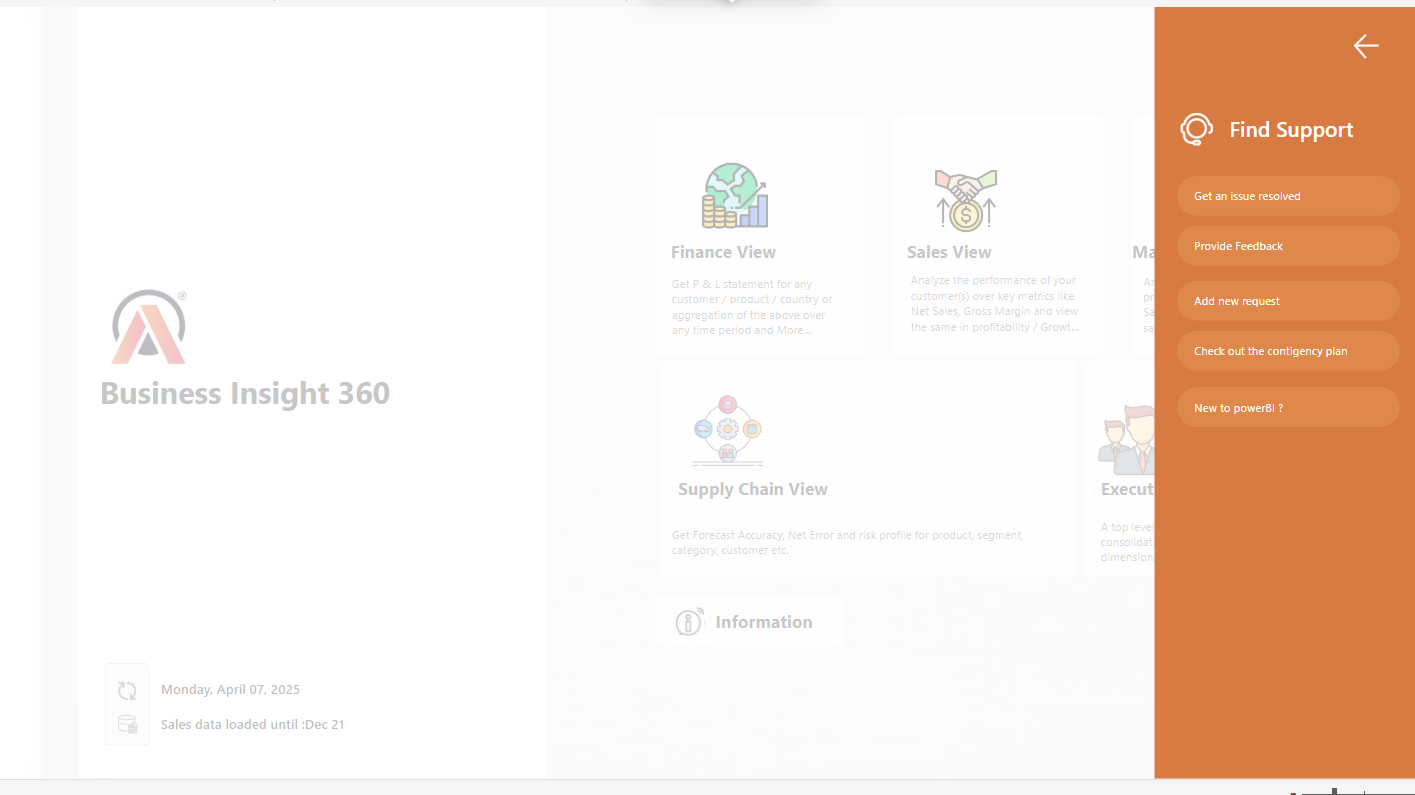 Business Insight 360
Monday, April 07, 2025
Sales data loaded until :Dec 21
Finance View
Get P & L statement for any
customer / product / country or
aggregation of the above over
any time period and More...
Sales View
Analyze the performance of your
customer(s) over key metrics like
Net Sales, Gross Margin and view
the same in profitability / Growt...
Ma
Ar
pr
Sa
sa
Supply Chain View
Get Forecast Accuracy, Net Error and risk profile for product, segment,
category, customer etc.
Execut
A top level
consolidat
dimension
Information
Find Support
Get an issue resolved
Provide Feedback
Add new request
Check out the contigency plan
New to powerBI ?